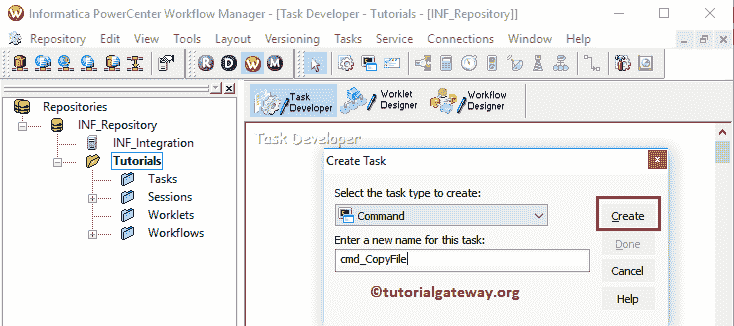 Informatica PowerCenter Workflow Manager - [Task Developer - Tutorials - [INF_Repository]]
Repository Edit View Tools Layout Versioning Tasks Service Connections Window Help
R D W M
Repositories
INF_Repository
INF_Integration
Tutorials
Tasks
Sessions
Worklets
Workflows
Task Developer
Worklet Designer
Workflow Designer
Task Developer
Create Task
Select the task type to create:
Command
Create
Enter a new name for this task:
Done
cmd_CopyFile
Cancel
©tutorialgateway.org
Help